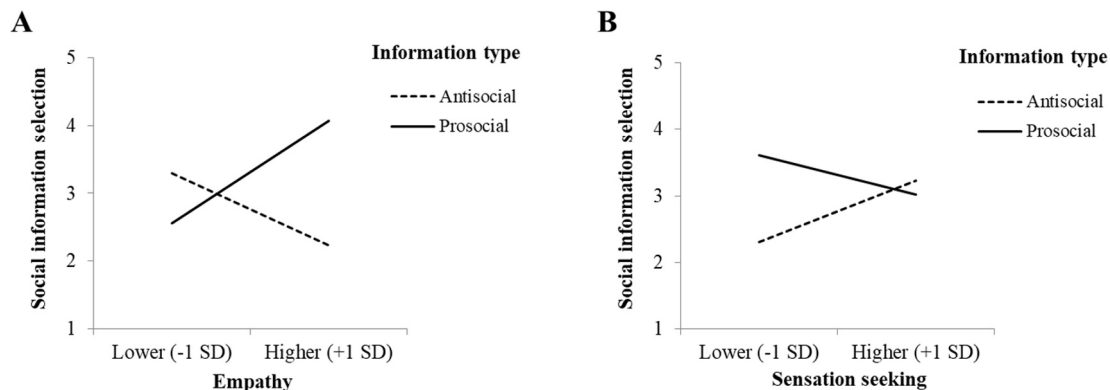 A
Information type
Antisocial
Prosocial
Social information selection
5
4
3
2
1
Lower (-1 SD)
Higher (+1 SD)
Empathy
B
Information type
Antisocial
Prosocial
Social information selection
5
4
3
2
1
Lower (-1 SD)
Higher (+1 SD)
Sensation seeking